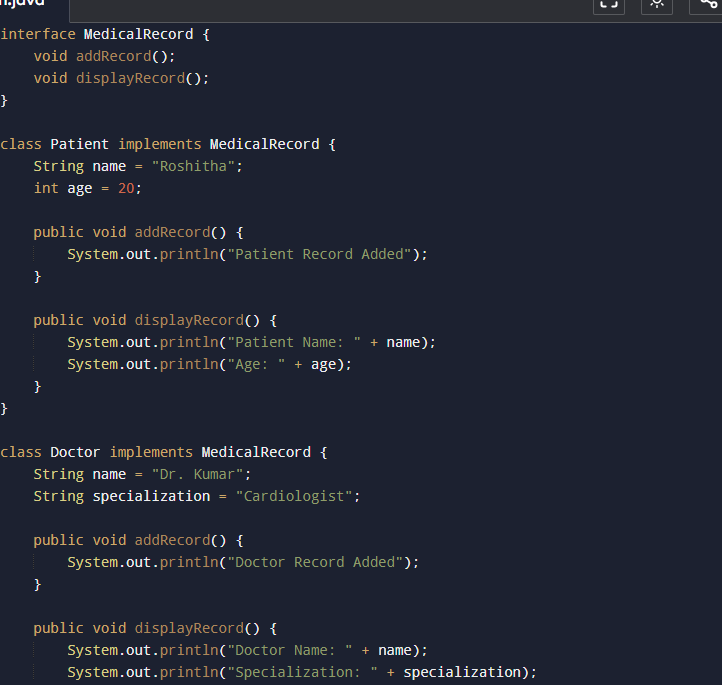 interface MedicalRecord {
    void addRecord();
    void displayRecord();
}

class Patient implements MedicalRecord {
    String name = "Roshitha";
    int age = 20;

    public void addRecord() {
        System.out.println("Patient Record Added");
    }

    public void displayRecord() {
        System.out.println("Patient Name: " + name);
        System.out.println("Age: " + age);
    }
}

class Doctor implements MedicalRecord {
    String name = "Dr. Kumar";
    String specialization = "Cardiologist";

    public void addRecord() {
        System.out.println("Doctor Record Added");
    }

    public void displayRecord() {
        System.out.println("Doctor Name: " + name);
        System.out.println("Specialization: " + specialization);